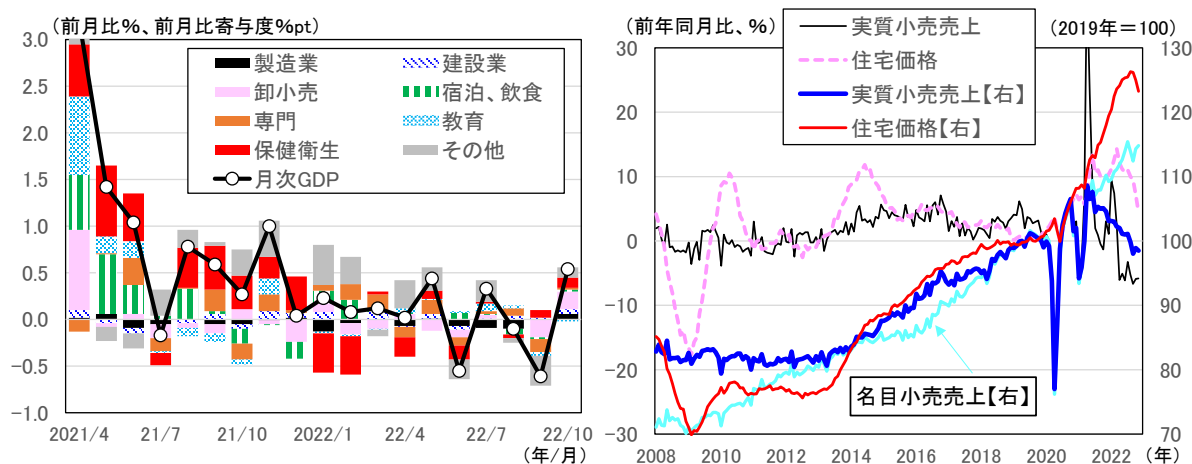 (前月比%、前月比寄与度%pt)
3.0
2.5
2.0
1.5
1.0
0.5
0.0
−0.5
−1.0
製造業
建設業
卸小売
宿泊、飲食
専門
教育
保健衛生
その他
月次GDP
2021/4
21/7
21/10
2022/1
22/4
22/7
22/10
(年/月)
(前年同月比、%)
(2019年=100)
30
20
10
0
−10
−20
−30
実質小売売上
住宅価格
実質小売売上【右】
住宅価格【右】
名目小売売上【右】
130
120
110
100
90
80
70
2008
2010
2012
2014
2016
2018
2020
2022
(年)